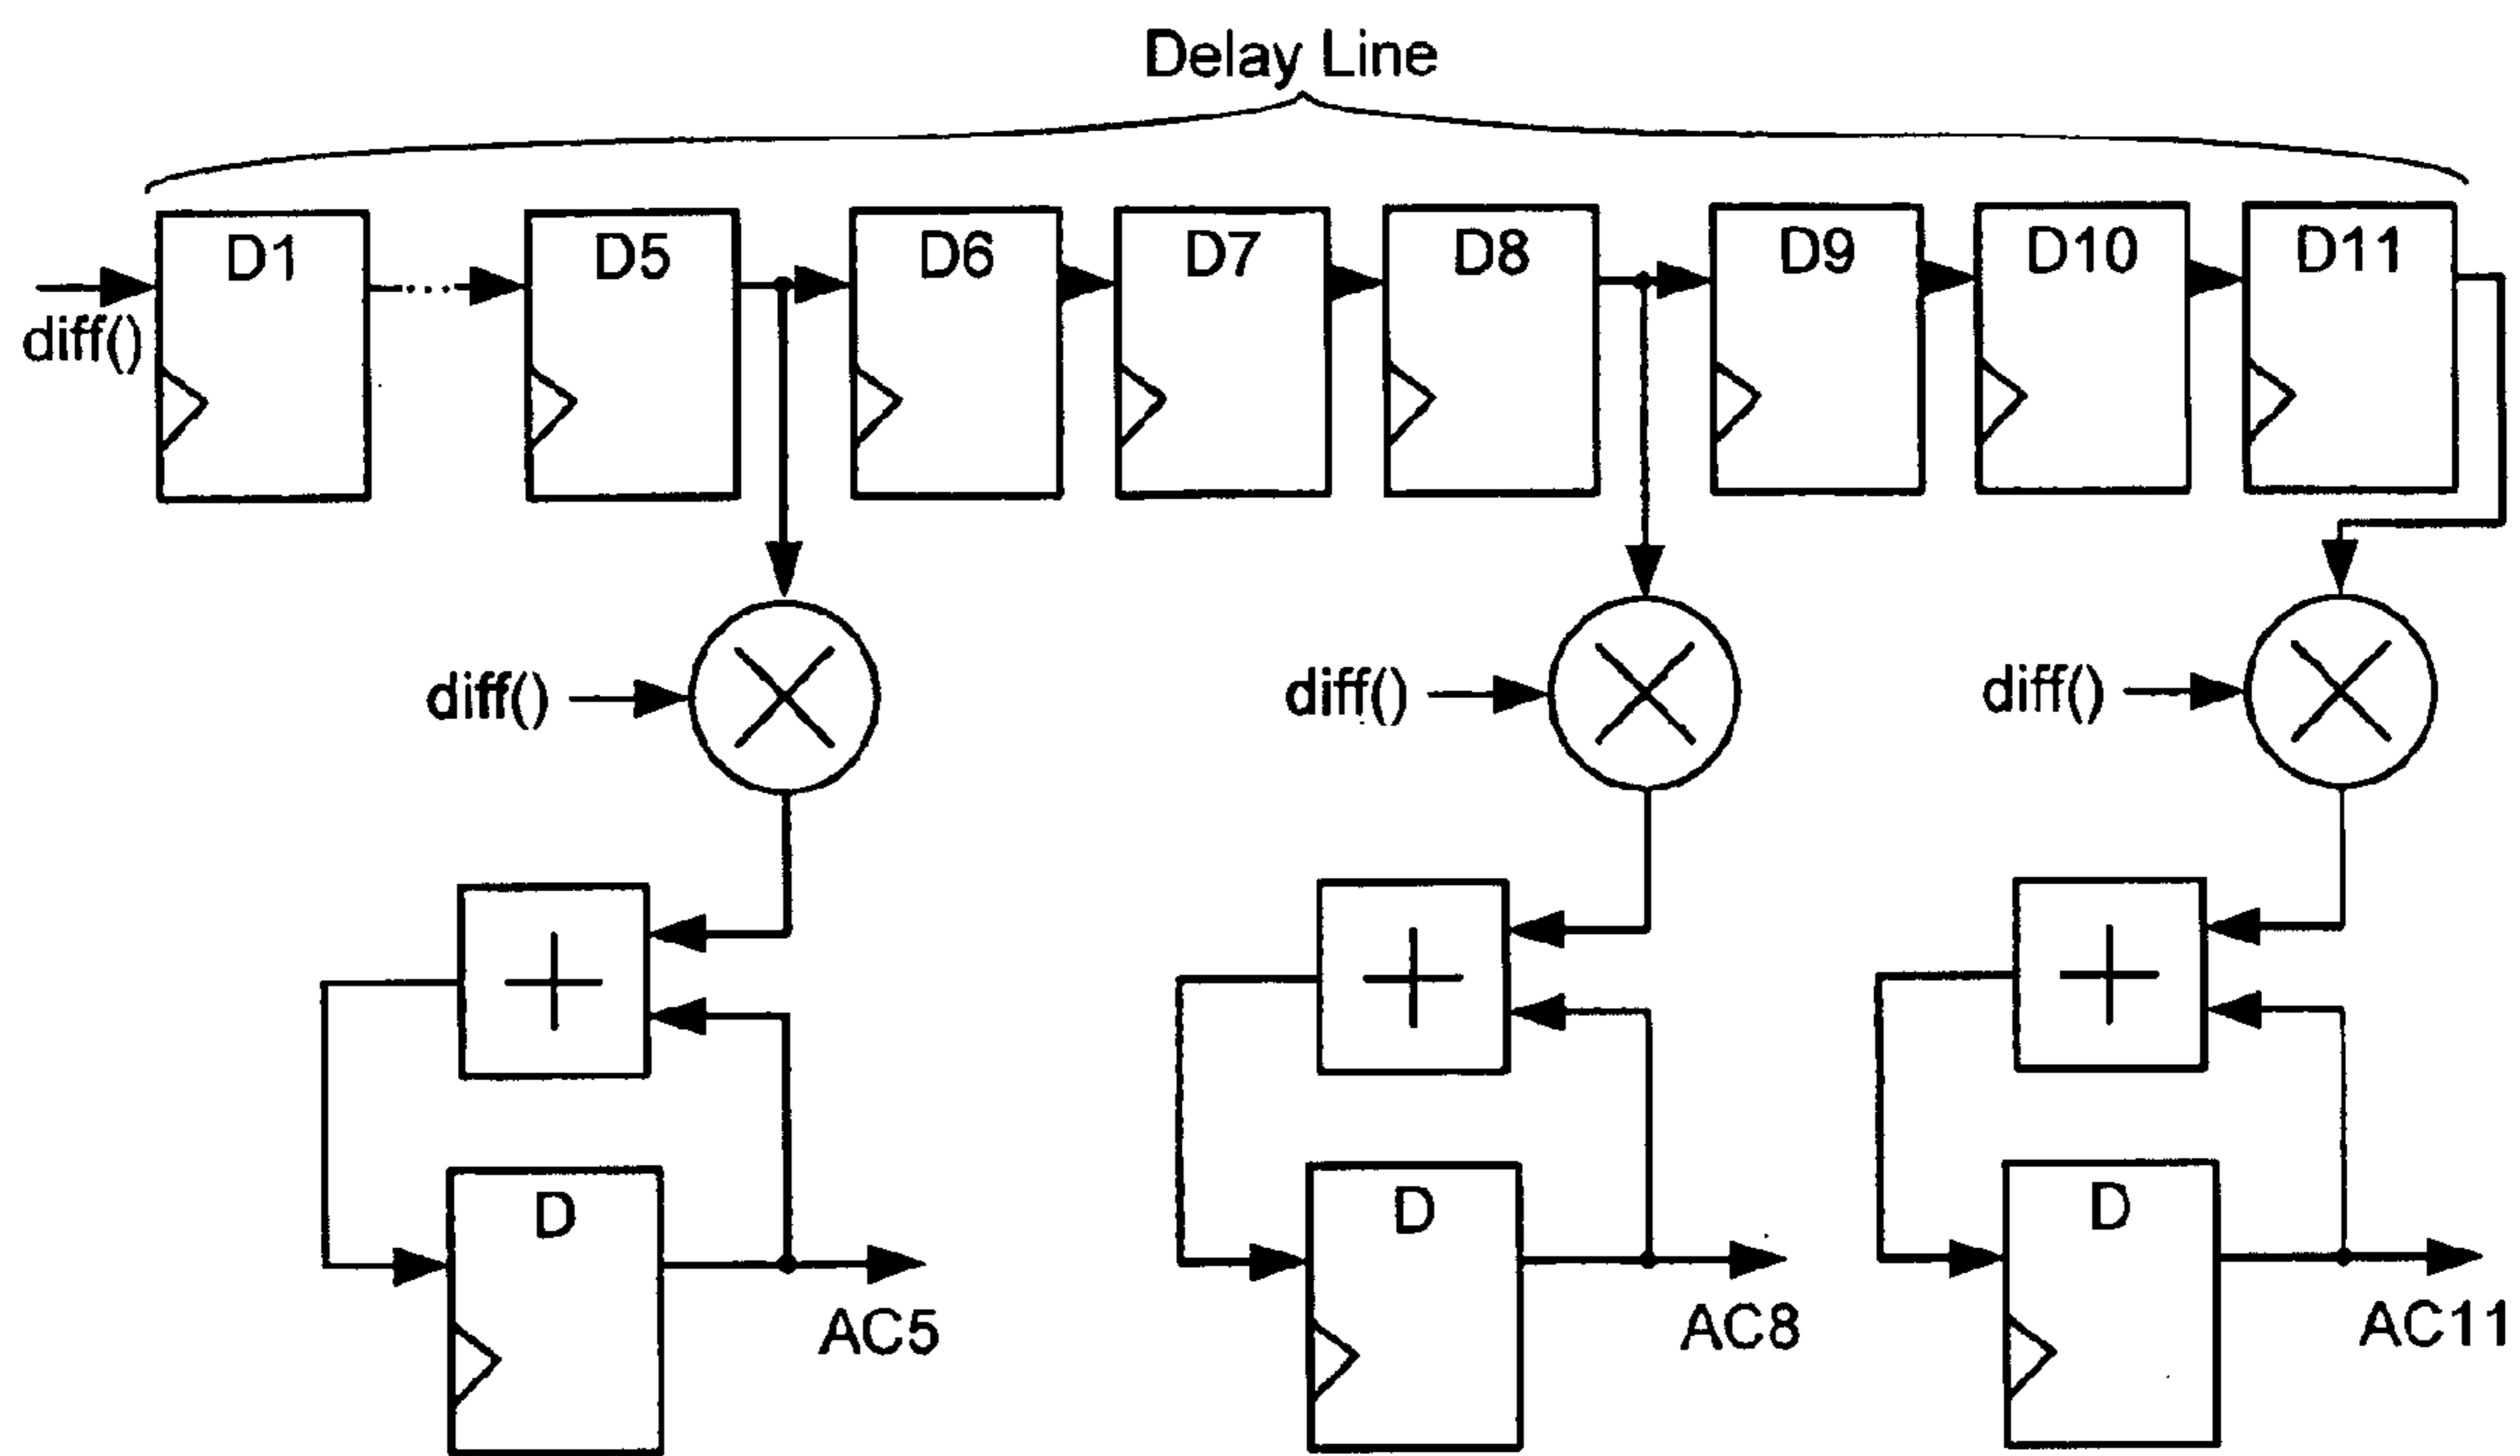 Delay Line
D1 D5 D6 D7 D8 D9 D10 D11
diff()
diff() diff() diff()
D D D
AC5 AC8 AC11